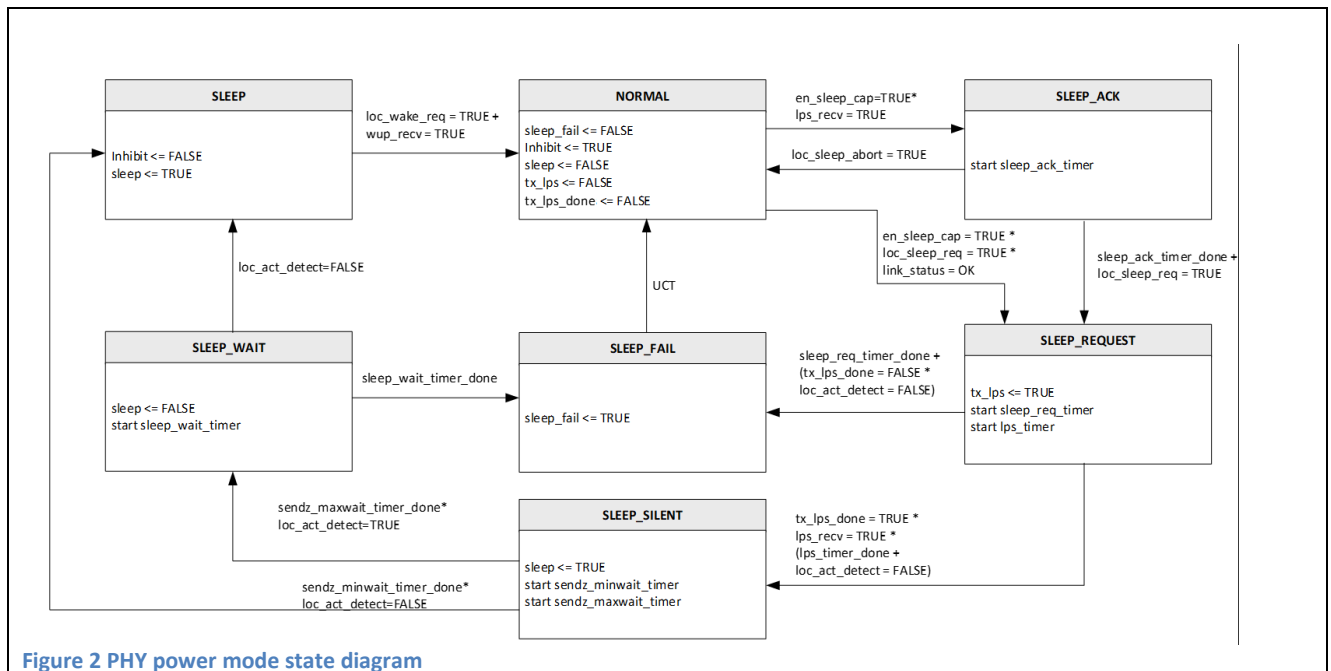 SLEEP
Inhibit <= FALSE
sleep <= TRUE
loc_wake_req = TRUE +
wup_recv = TRUE
NORMAL
sleep_fail <= FALSE
Inhibit <= TRUE
sleep <= FALSE
tx_lps <= FALSE
tx_lps_done <= FALSE
en_sleep_cap=TRUE*
lps_recv = TRUE
loc_sleep_abort = TRUE
SLEEP_ACK
start sleep_ack_timer
loc_act_detect=FALSE
UCT
en_sleep_cap = TRUE *
loc_sleep_req = TRUE *
link_status = OK
sleep_ack_timer_done +
loc_sleep_req = TRUE
SLEEP_WAIT
sleep <= FALSE
start sleep_wait_timer
sleep_wait_timer_done
SLEEP_FAIL
sleep_fail <= TRUE
sleep_req_timer_done +
(tx_lps_done = FALSE *
loc_act_detect = FALSE)
SLEEP_REQUEST
tx_lps <= TRUE
start sleep_req_timer
start lps_timer
sendz_maxwait_timer_done*
loc_act_detect=TRUE
sendz_minwait_timer_done*
loc_act_detect=FALSE
SLEEP_SILENT
sleep <= TRUE
start sendz_minwait_timer
start sendz_maxwait_timer
tx_lps_done = TRUE *
lps_recv = TRUE *
(lps_timer_done +
loc_act_detect = FALSE)
Figure 2 PHY power mode state diagram